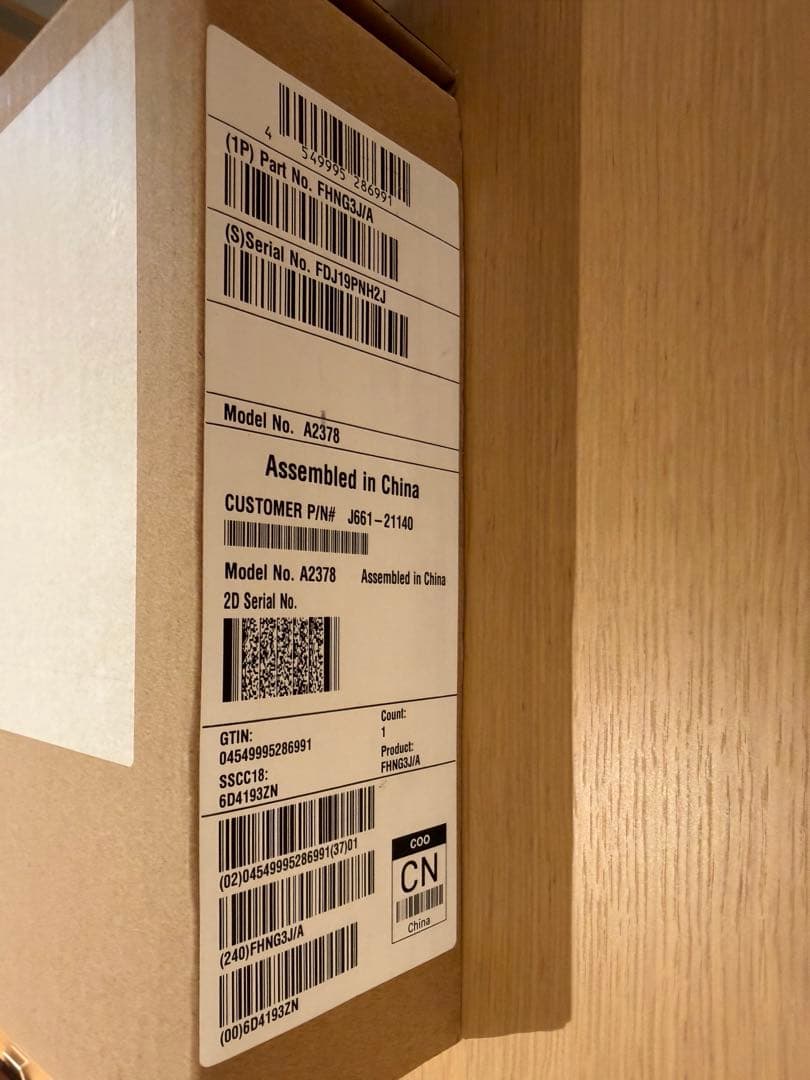 4 549995 286991
(1P) Part No. FHNG3J/A
(S)Serial No. FDJ19PNH2J
Model No. A2378
Assembled in China
CUSTOMER P/N# J661-21140
Model No. A2378 Assembled in China
2D Serial No.
GTIN:
04549995286991
SSCC18:
6D4193ZN
Count:
1
Product:
FHNG3J/A
(02)04549995286991(37)01
(240)FHNG3J/A
(00)6D4193ZN
COO
CN
China